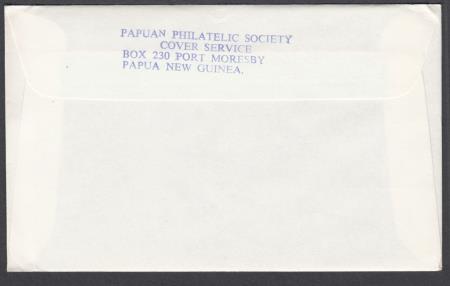 PAPUAN PHILATELIC SOCIETY
COVER SERVICE
BOX 230 PORT MORESBY
PAPUA NEW GUINEA.